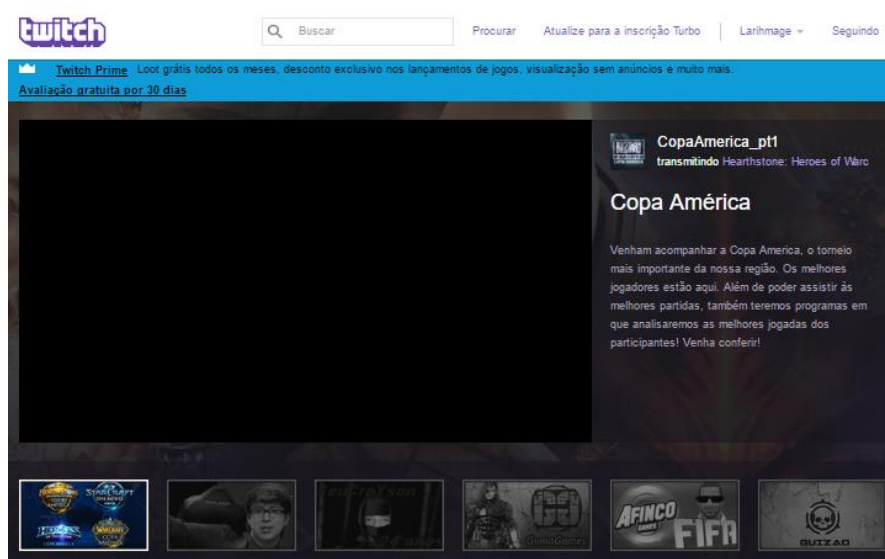 twitch
Buscar
Procurar
Atualize para a inscrição Turbo
Larihmage
Seguindo
Twitch Prime Loot grátis todos os meses, desconto exclusivo nos lançamentos de jogos, visualização sem anúncios e muito mais.
Avaliação gratuita por 30 dias
CopaAmerica_pt1
transmitindo Hearthstone: Heroes of Warc
Copa América
Venham acompanhar a Copa America, o torneio
mais importante da nossa região. Os melhores
jogadores estão aqui. Além de poder assistir ás
melhores partidas, também teremos programas em
que analisaremos as melhores jogadas dos
participantes! Venha conferir!
STARCRAFT
GumaGames
AFINCO
GAMES
FIFA
GUIZAO